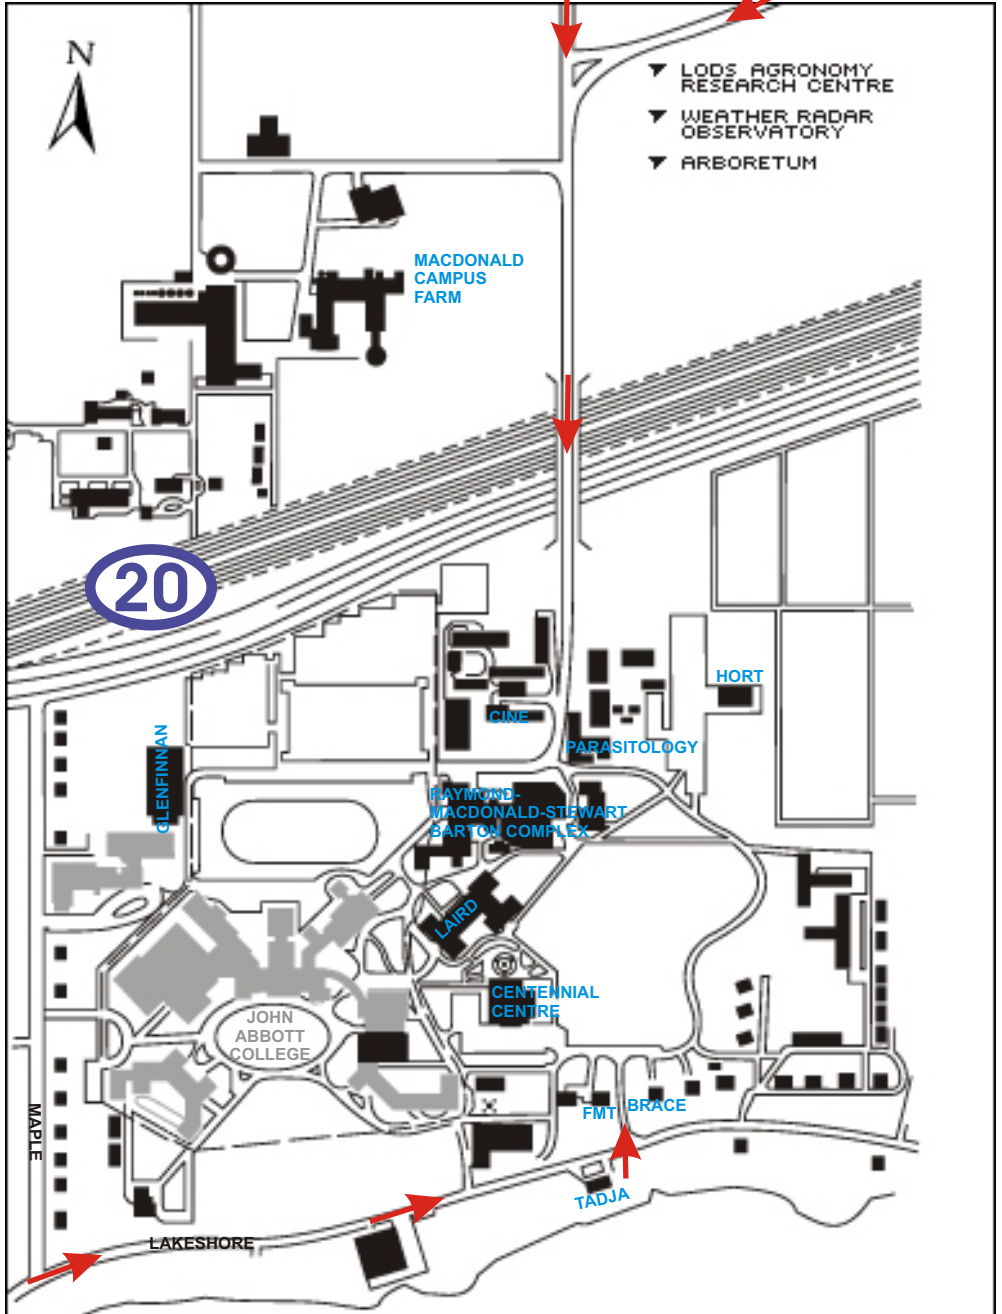 N
LODS AGRONOMY
RESEARCH CENTRE
WEATHER RADAR
OBSERVATORY
ARBORETUM
MACDONALD
CAMPUS
FARM
20
HORT
CINE
GLENFINNAN
PARASITOLOGY
RAYMOND-
MACDONALD-STEWART
BARTON COMPLEX
LAIRD
CENTENNIAL
CENTRE
JOHN
ABBOTT
COLLEGE
MAPLE
FMT
BRACE
TADJA
LAKESHORE